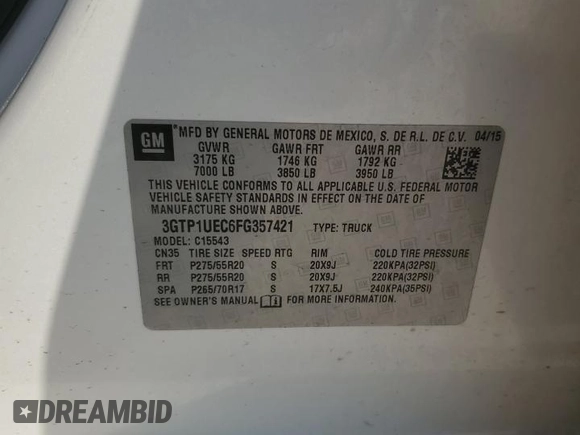 GM
MFD BY GENERAL MOTORS DE MEXICO, S. DE R.L. DE C.V. 04/15
GVWR GAWR FRT GAWR RR
3175 KG 1746 KG 1792 KG
7000 LB 3850 LB 3950 LB
THIS VEHICLE CONFORMS TO ALL APPLICABLE U.S. FEDERAL MOTOR
VEHICLE SAFETY STANDARDS IN EFFECT ON THE DATE OF
MANUFACTURE SHOWN ABOVE.
3GTP1UEC6FG357421 TYPE: TRUCK
MODEL: C15543
CN35 TIRE SIZE SPEED RTG RIM COLD TIRE PRESSURE
FRT P275/55R20 S 20X9J 220KPA(32PSI)
RR P275/55R20 S 20X9J 220KPA(32PSI)
SPA P265/70R17 S 17X7.5J 240KPA(35PSI)
SEE OWNER'S MANUAL FOR MORE INFORMATION.
DREAMBID